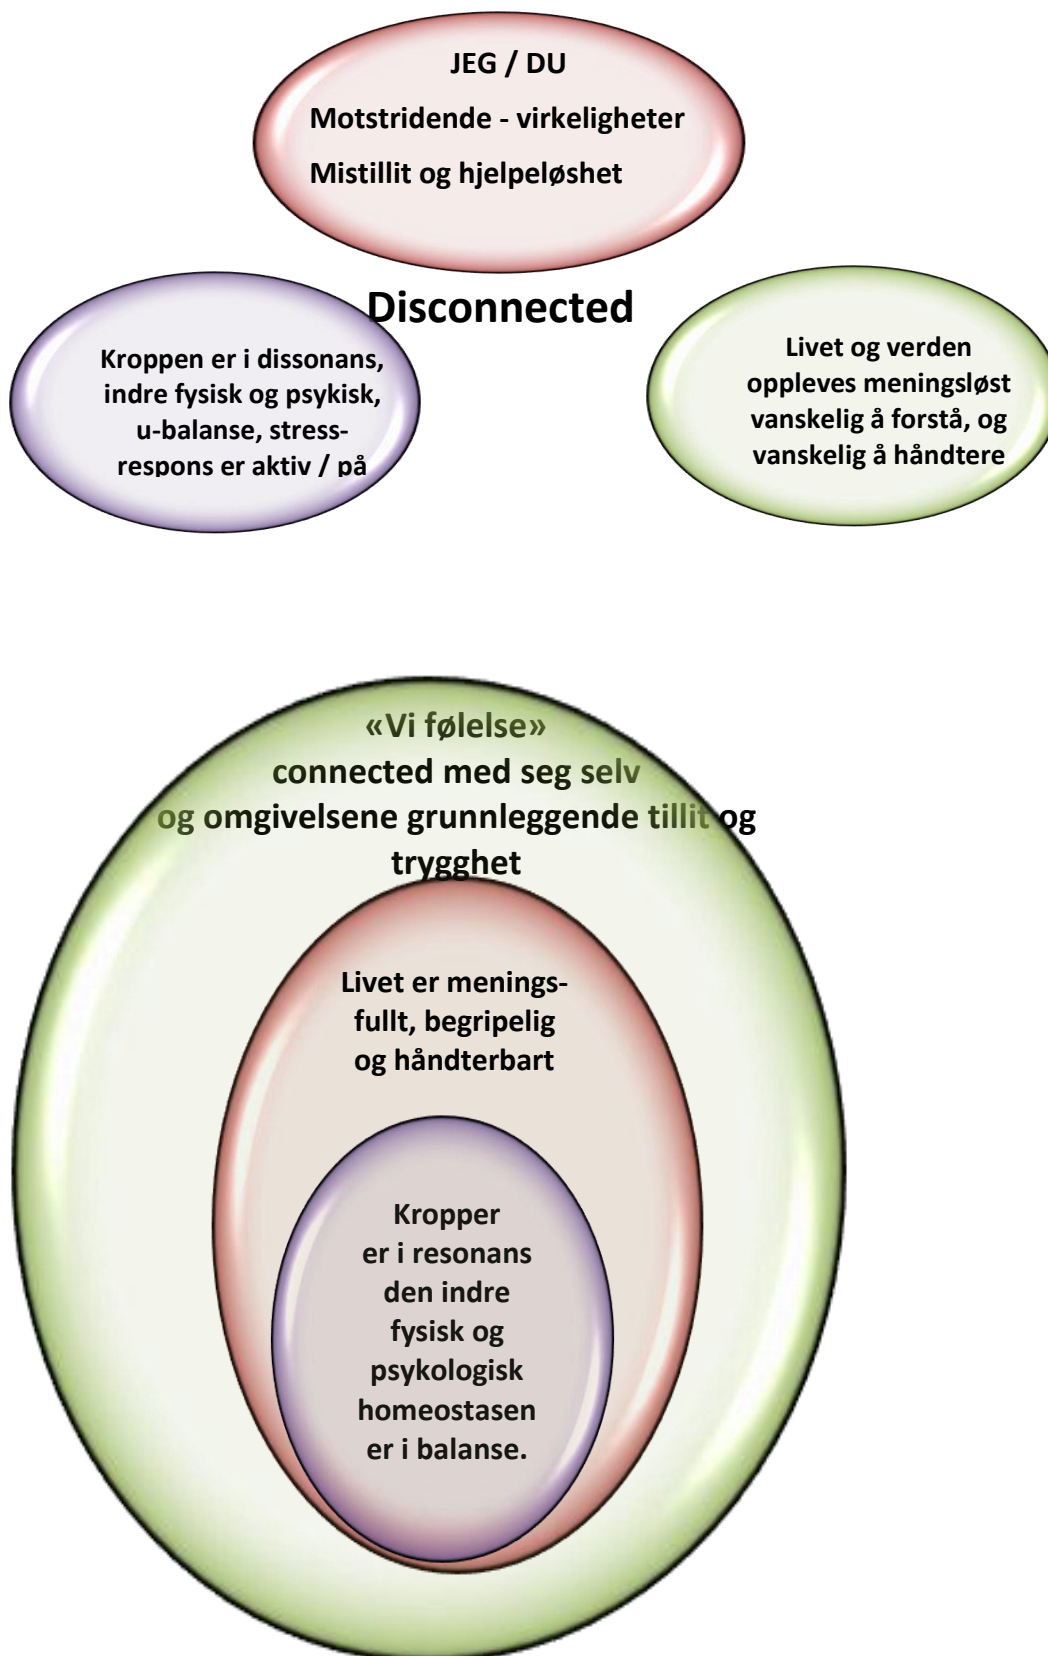 JEG / DU
Motstridende - virkeligheter
Mistillit og hjelpeløshet
Disconnected
Kroppen er i dissonans,
indre fysisk og psykisk,
u-balanse, stress-
respons er aktiv / på
Livet og verden
oppleves meningsløst
vanskelig å forstå, og
vanskelig å håndtere
«Vi følelse»
connected med seg selv
og omgivelsene grunnleggende tillit og
trygghet
Livet er menings-
fullt, begripelig
og håndterbart
Kropper
er i resonans
den indre
fysisk og
psykologisk
homeostasen
er i balanse.